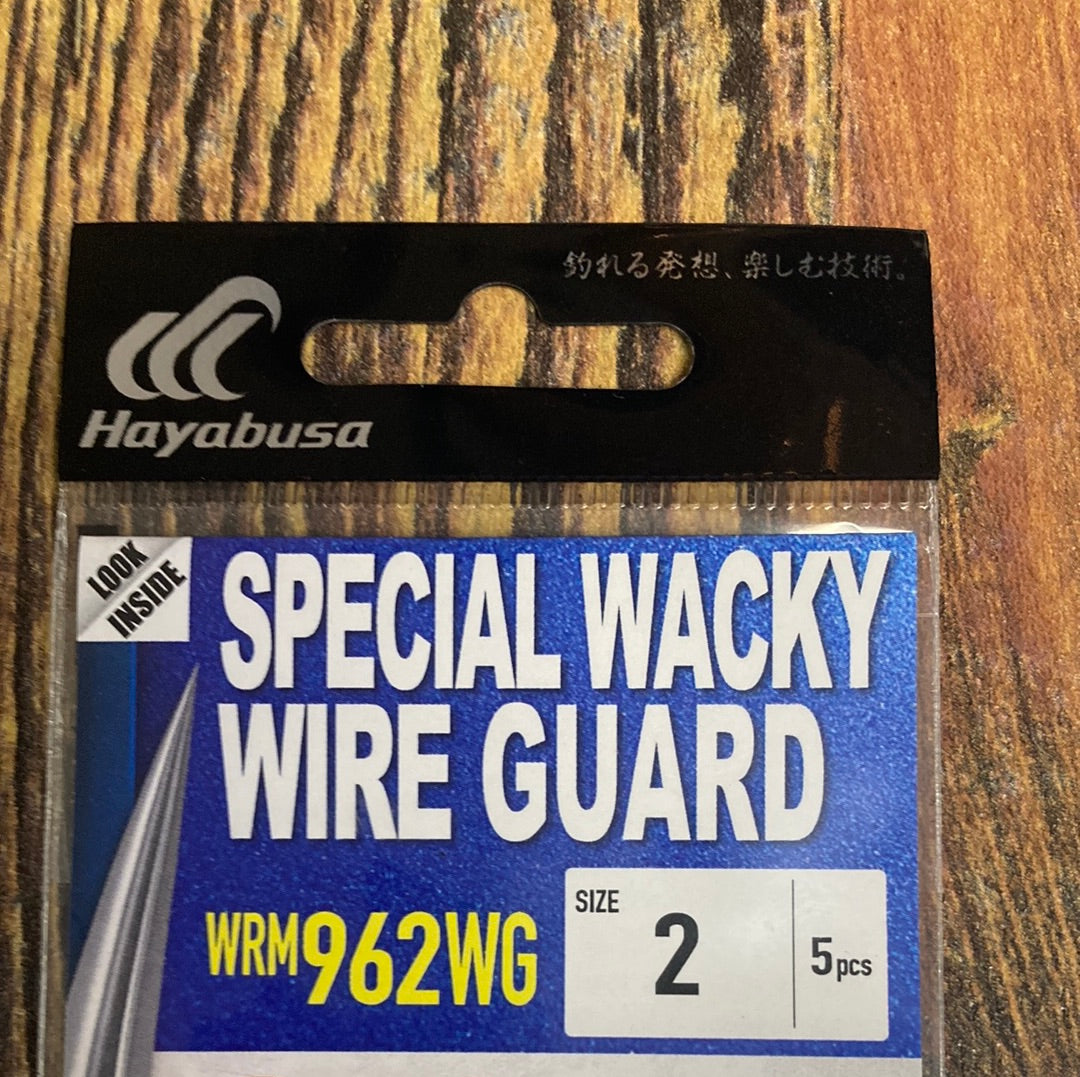 釣れる発想、楽しむ技術。
Hayabusa
LOOK
INSIDE
SPECIAL WACKY
WIRE GUARD
WRM962WG
SIZE
2
5pcs